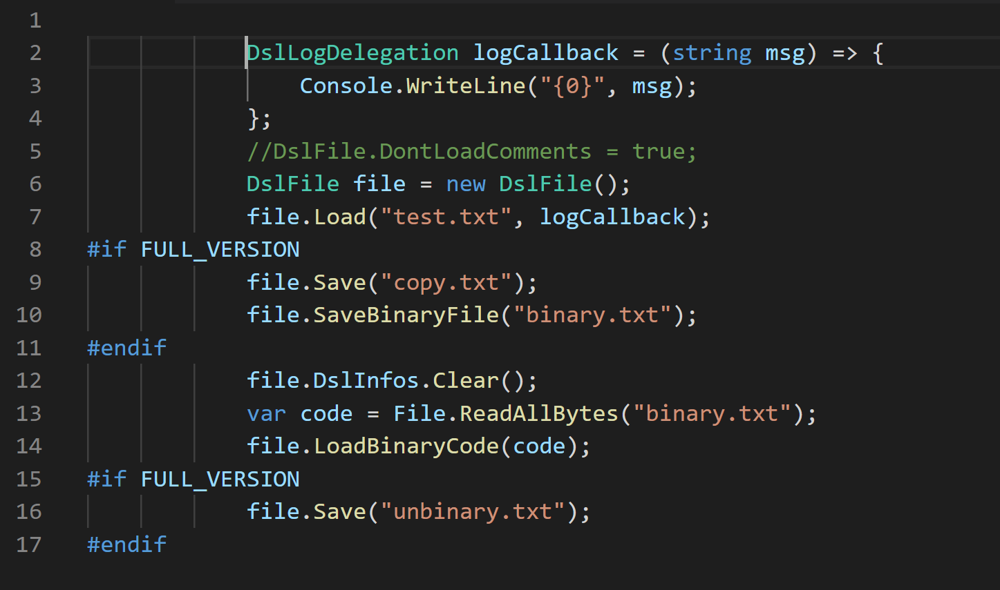 1
2 DslLogDelegation logCallback = (string msg) => {
3 Console.WriteLine("{0}", msg);
4 };
5 //DslFile.DontLoadComments = true;
6 DslFile file = new DslFile();
7 file.Load("test.txt", logCallback);
8 #if FULL_VERSION
9 file.Save("copy.txt");
10 file.SaveBinaryFile("binary.txt");
11 #endif
12 file.DslInfos.Clear();
13 var code = File.ReadAllBytes("binary.txt");
14 file.LoadBinaryCode(code);
15 #if FULL_VERSION
16 file.Save("unbinary.txt");
17 #endif